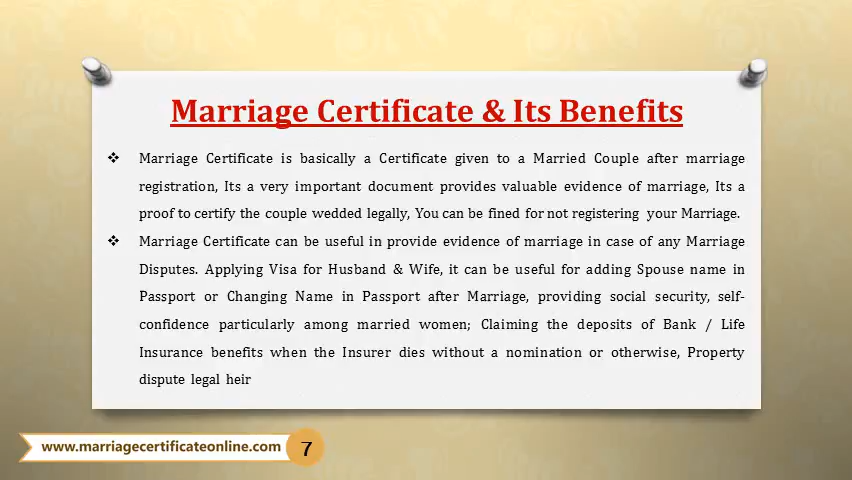 Marriage Certificate & Its Benefits
❖ Marriage Certificate is basically a Certificate given to a Married Couple after marriage
registration, Its a very important document provides valuable evidence of marriage, Its a
proof to certify the couple wedded legally, You can be fined for not registering your Marriage.
❖ Marriage Certificate can be useful in provide evidence of marriage in case of any Marriage
Disputes. Applying Visa for Husband & Wife, it can be useful for adding Spouse name in
Passport or Changing Name in Passport after Marriage, providing social security, self-
confidence particularly among married women; Claiming the deposits of Bank / Life
Insurance benefits when the Insurer dies without a nomination or otherwise, Property
dispute legal heir
www.marriagecertificateonline.com 7